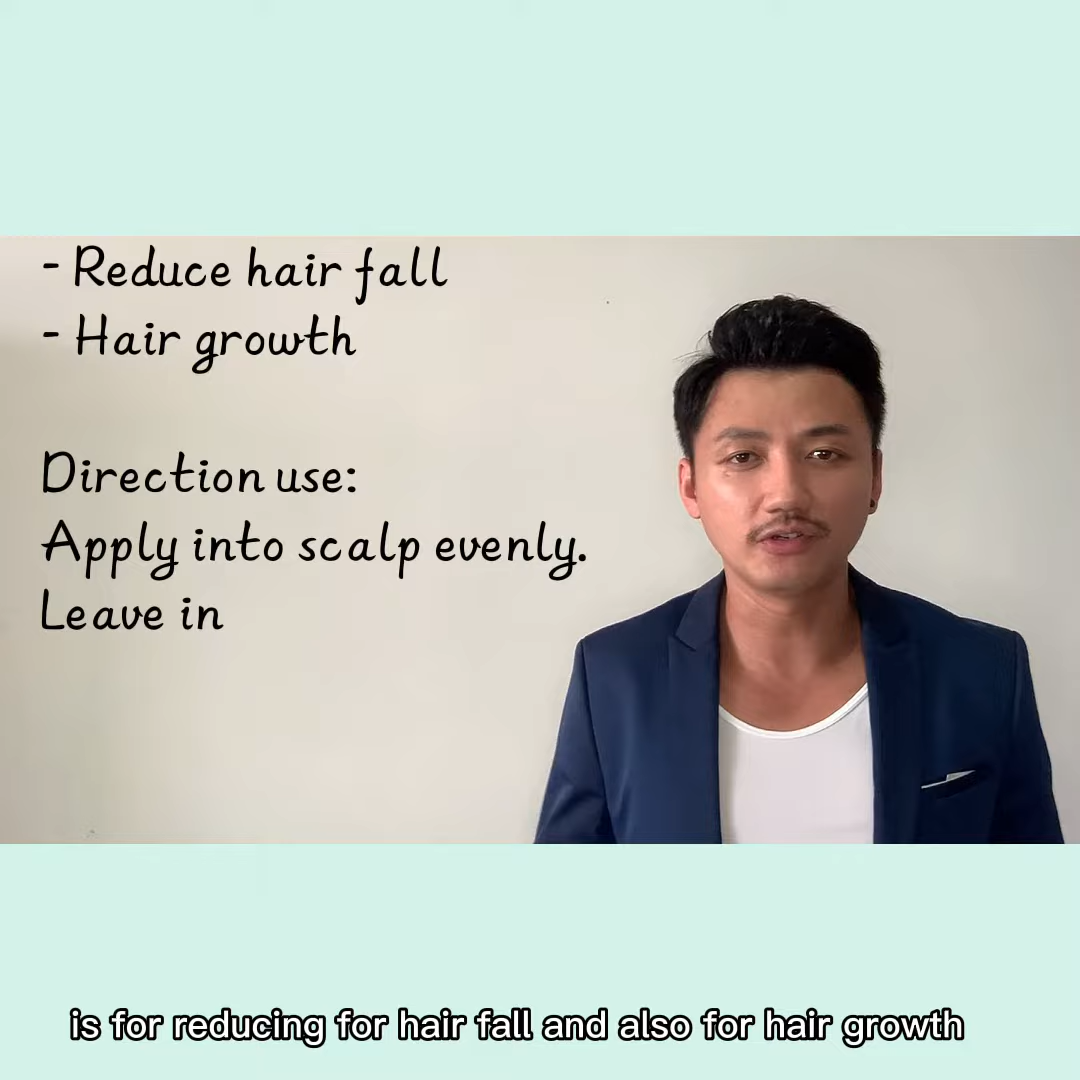 - Reduce hair fall
- Hair growth
Direction use:
Apply into scalp evenly.
Leave in
is for reducing for hair fall and also for hair growth